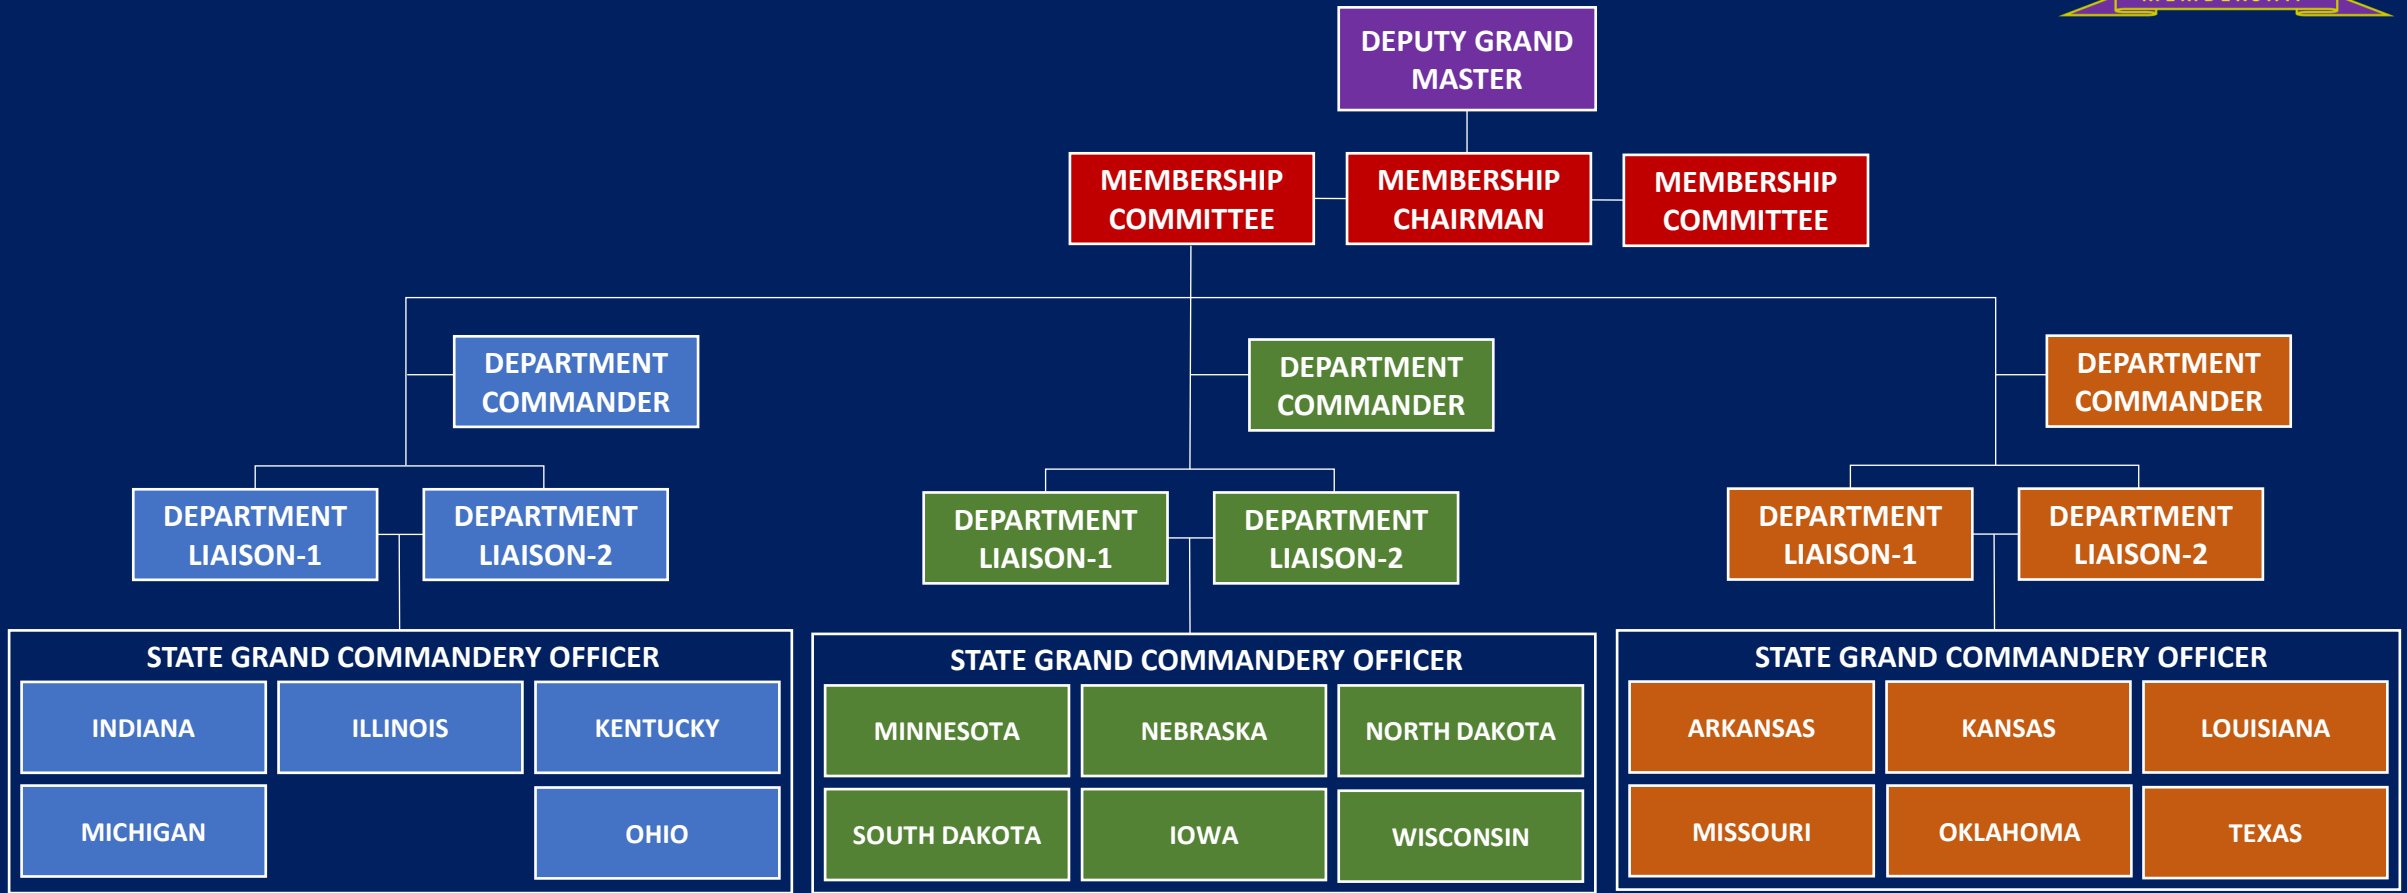 DEPUTY GRAND
MASTER
MEMBERSHIP
COMMITTEE
MEMBERSHIP
CHAIRMAN
MEMBERSHIP
COMMITTEE
DEPARTMENT
COMMANDER
DEPARTMENT
COMMANDER
DEPARTMENT
COMMANDER
DEPARTMENT
LIAISON-1
DEPARTMENT
LIAISON-2
DEPARTMENT
LIAISON-1
DEPARTMENT
LIAISON-2
DEPARTMENT
LIAISON-1
DEPARTMENT
LIAISON-2
STATE GRAND COMMANDERY OFFICER
INDIANA
ILLINOIS
KENTUCKY
MICHIGAN
OHIO
STATE GRAND COMMANDERY OFFICER
MINNESOTA
NEBRASKA
NORTH DAKOTA
SOUTH DAKOTA
IOWA
WISCONSIN
STATE GRAND COMMANDERY OFFICER
ARKANSAS
KANSAS
LOUISIANA
MISSOURI
OKLAHOMA
TEXAS